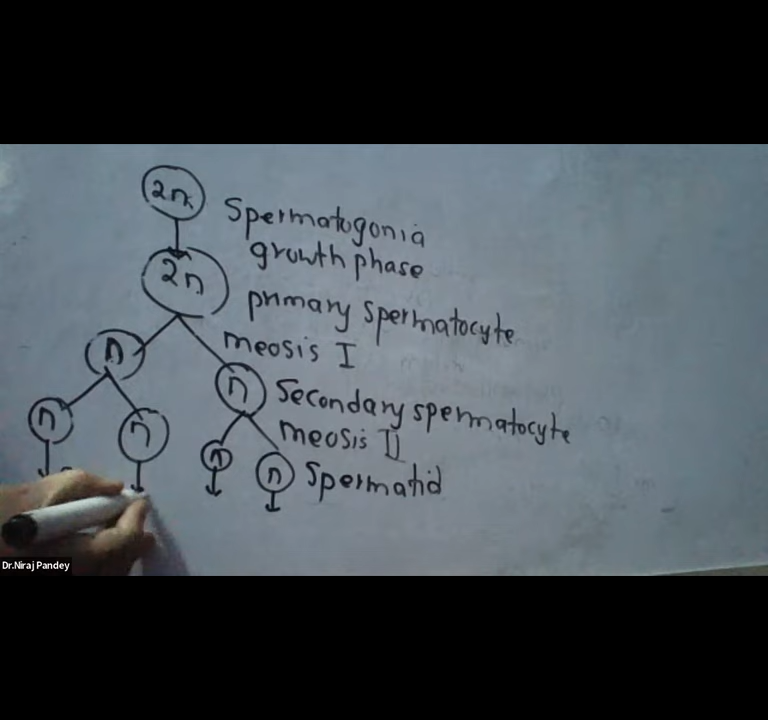 2n
Spermatogonia
growth phase
2n
primary spermatocyte
meosis I
n
n
Secondary spermatocyte
meosis II
n
n
n
n
Spermatid
Dr.Niraj Pandey